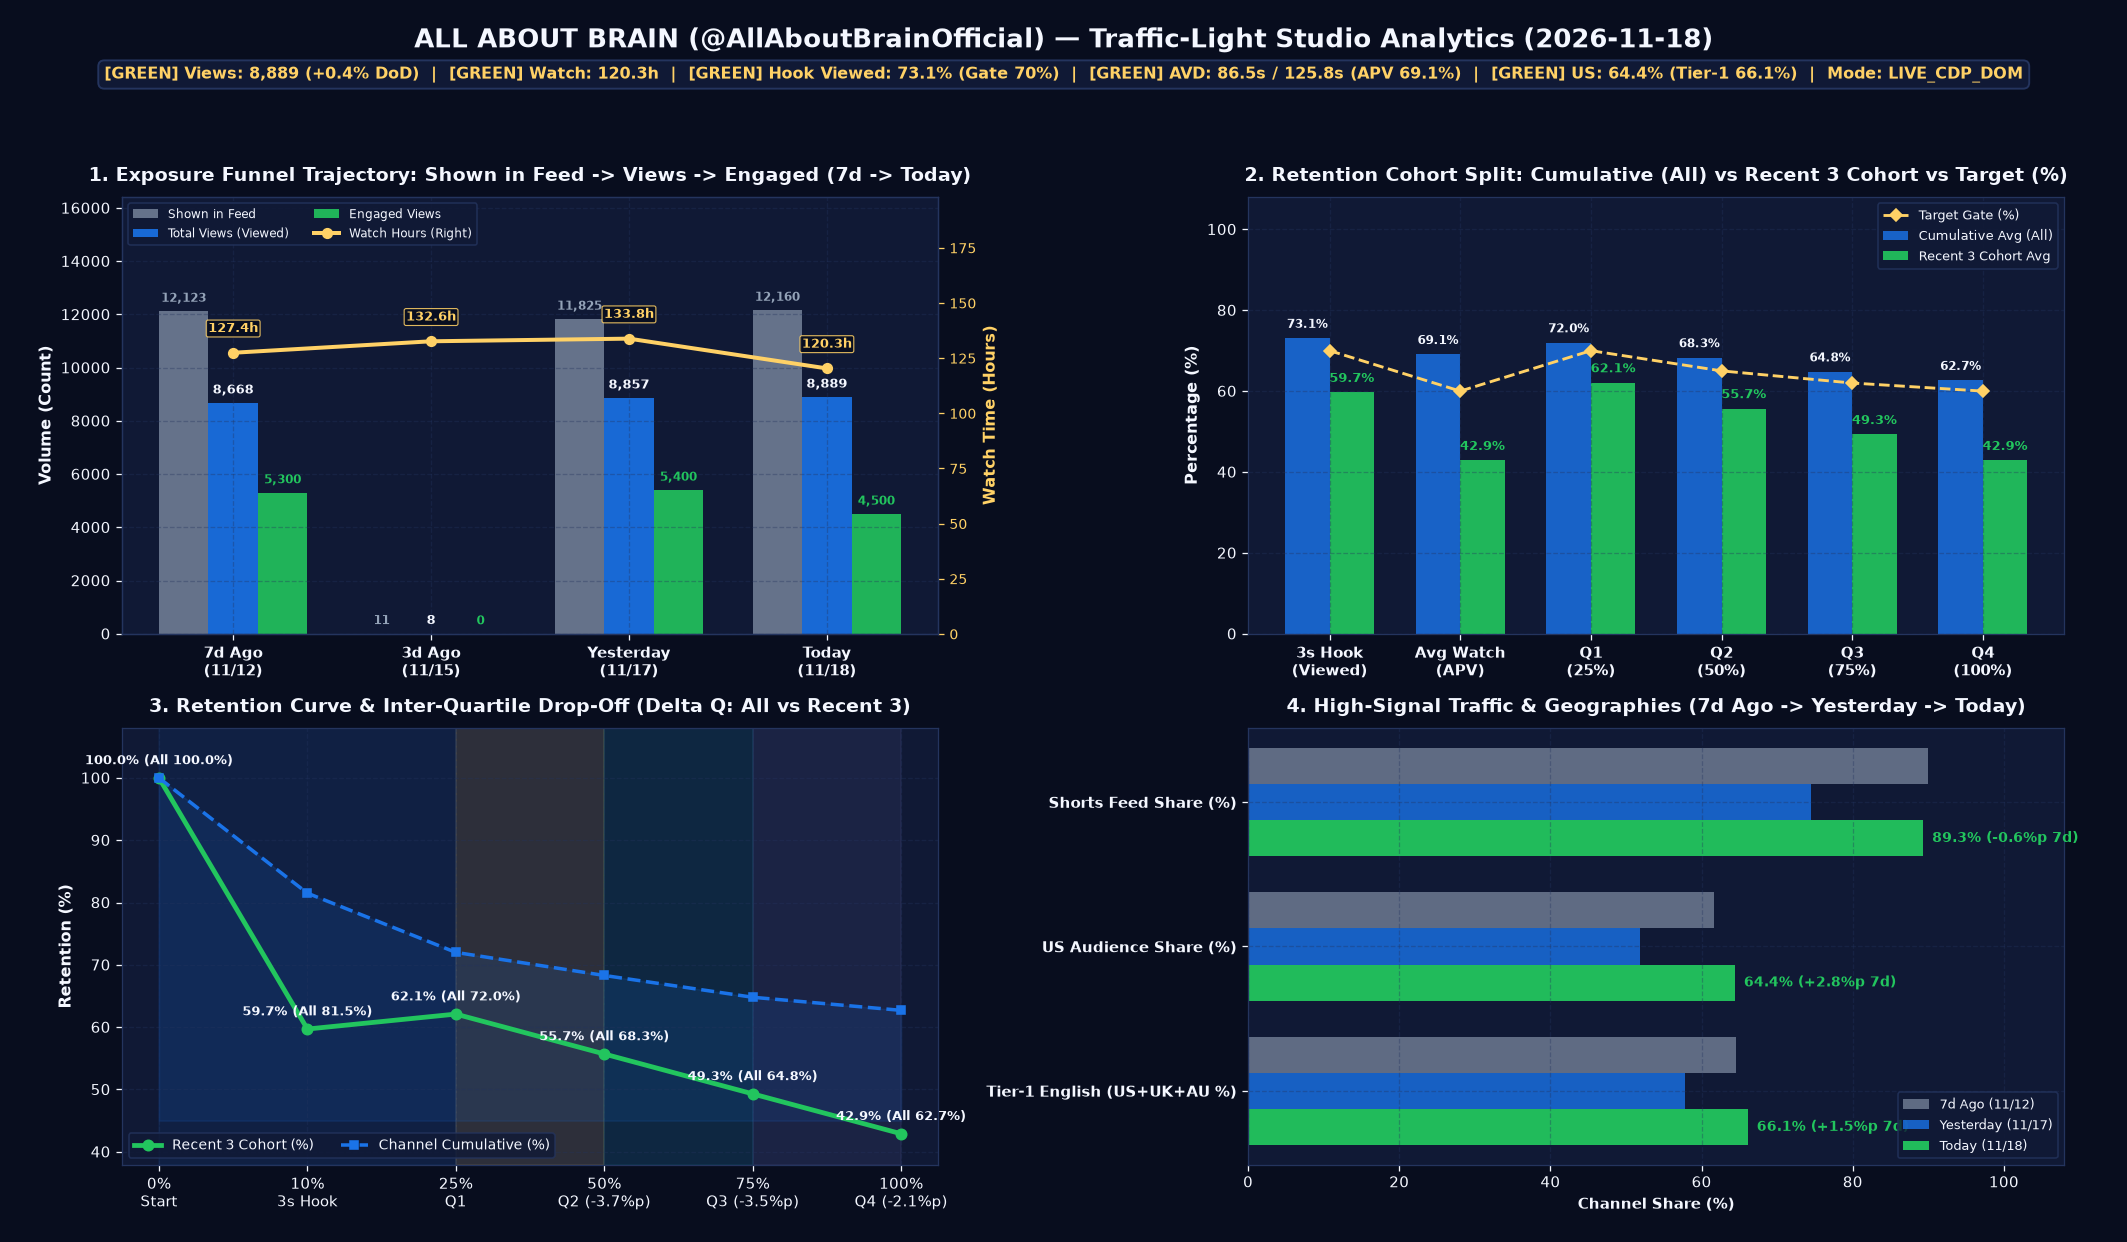 ALL ABOUT BRAIN (@AllAboutBrainOfficial) — Traffic-Light Studio Analytics (2026-11-18)
[GREEN] Views: 8,889 (+0.4% DoD) | [GREEN] Watch: 120.3h | [GREEN] Hook Viewed: 73.1% (Gate 70%) | [GREEN] AVD: 86.5s / 125.8s (APV 69.1%) | [GREEN] US: 64.4% (Tier-1 66.1%) | Mode: LIVE_CDP_DOM
1. Exposure Funnel Trajectory: Shown in Feed -> Views -> Engaged (7d -> Today)
Shown in Feed
Total Views (Viewed)
Engaged Views
Watch Hours (Right)
Volume (Count)
16000
14000
12000
10000
8000
6000
4000
2000
0
12,123
127.4h
8,668
5,300
132.6h
11
8
0
11,825
133.8h
8,857
5,400
12,160
120.3h
8,889
4,500
175
150
125
100
75
50
25
0
Watch Time (Hours)
7d Ago
(11/12)
3d Ago
(11/15)
Yesterday
(11/17)
Today
(11/18)
2. Retention Cohort Split: Cumulative (All) vs Recent 3 Cohort vs Target (%)
Target Gate (%)
Cumulative Avg (All)
Recent 3 Cohort Avg
Percentage (%)
100
80
60
40
20
0
73.1%
59.7%
69.1%
42.9%
72.0%
62.1%
68.3%
55.7%
64.8%
49.3%
62.7%
42.9%
3s Hook
(Viewed)
Avg Watch
(APV)
Q1
(25%)
Q2
(50%)
Q3
(75%)
Q4
(100%)
3. Retention Curve & Inter-Quartile Drop-Off (Delta Q: All vs Recent 3)
Retention (%)
100
90
80
70
60
50
40
100.0% (All 100.0%)
59.7% (All 81.5%)
62.1% (All 72.0%)
55.7% (All 68.3%)
49.3% (All 64.8%)
42.9% (All 62.7%)
Recent 3 Cohort (%)
Channel Cumulative (%)
0%
Start
10%
3s Hook
25%
Q1
50%
Q2 (-3.7%p)
75%
Q3 (-3.5%p)
100%
Q4 (-2.1%p)
4. High-Signal Traffic & Geographies (7d Ago -> Yesterday -> Today)
Shorts Feed Share (%)
89.3% (-0.6%p 7d)
US Audience Share (%)
64.4% (+2.8%p 7d)
Tier-1 English (US+UK+AU %)
66.1% (+1.5%p 7d
7d Ago (11/12)
Yesterday (11/17)
Today (11/18)
0
20
40
60
80
100
Channel Share (%)